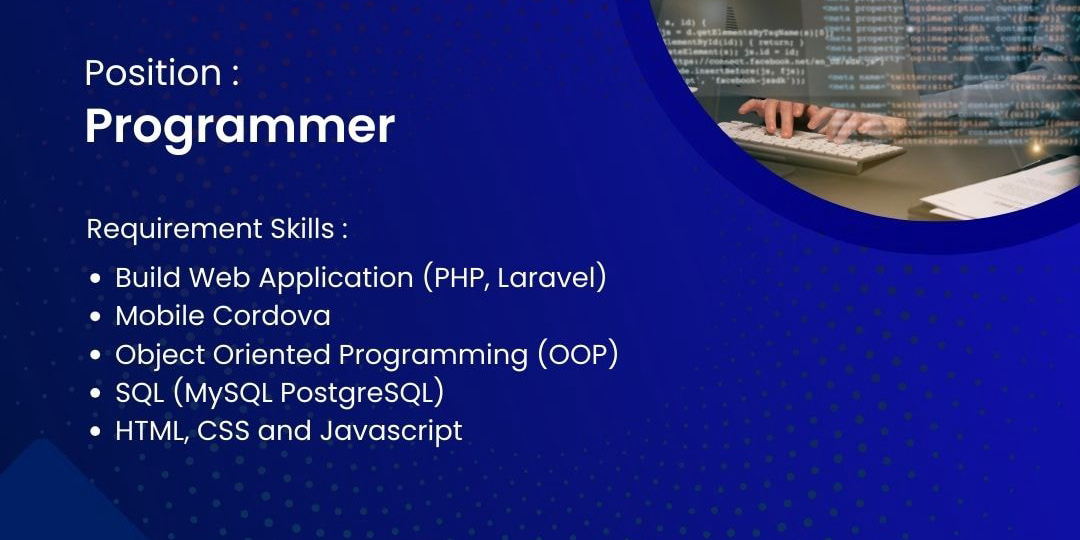 Position :
Programmer
Requirement Skills :
• Build Web Application (PHP, Laravel)
• Mobile Cordova
• Object Oriented Programming (OOP)
• SQL (MySQL PostgreSQL)
• HTML, CSS and Javascript